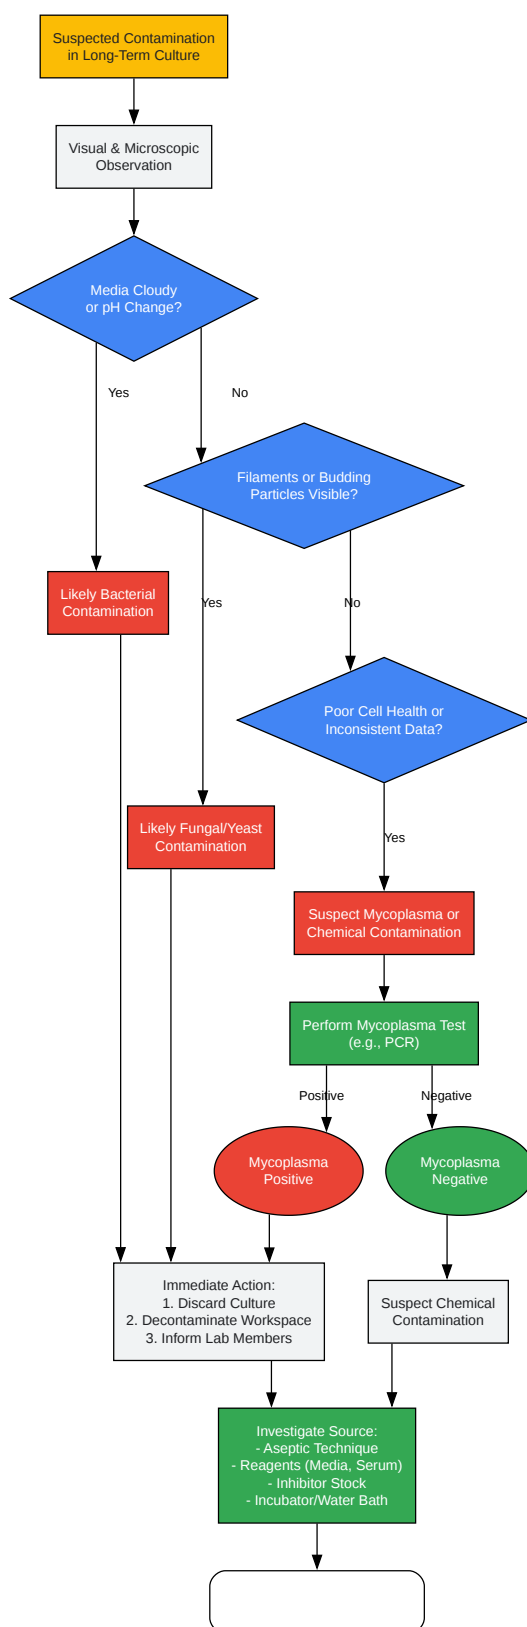 Suspected Contamination
in Long-Term Culture
Visual & Microscopic
Observation
Media Cloudy
or pH Change?
Yes
No
Filaments or Budding
Particles Visible?
Likely Bacterial
Contamination
Yes
No
Poor Cell Health or
Inconsistent Data?
Likely Fungal/Yeast
Contamination
Yes
Suspect Mycoplasma or
Chemical Contamination
Perform Mycoplasma Test
(e.g., PCR)
Positive
Negative
Mycoplasma
Positive
Mycoplasma
Negative
Immediate Action:
1. Discard Culture
2. Decontaminate Workspace
3. Inform Lab Members
Suspect Chemical
Contamination
Investigate Source:
- Aseptic Technique
- Reagents (Media, Serum)
- Inhibitor Stock
- Incubator/Water Bath